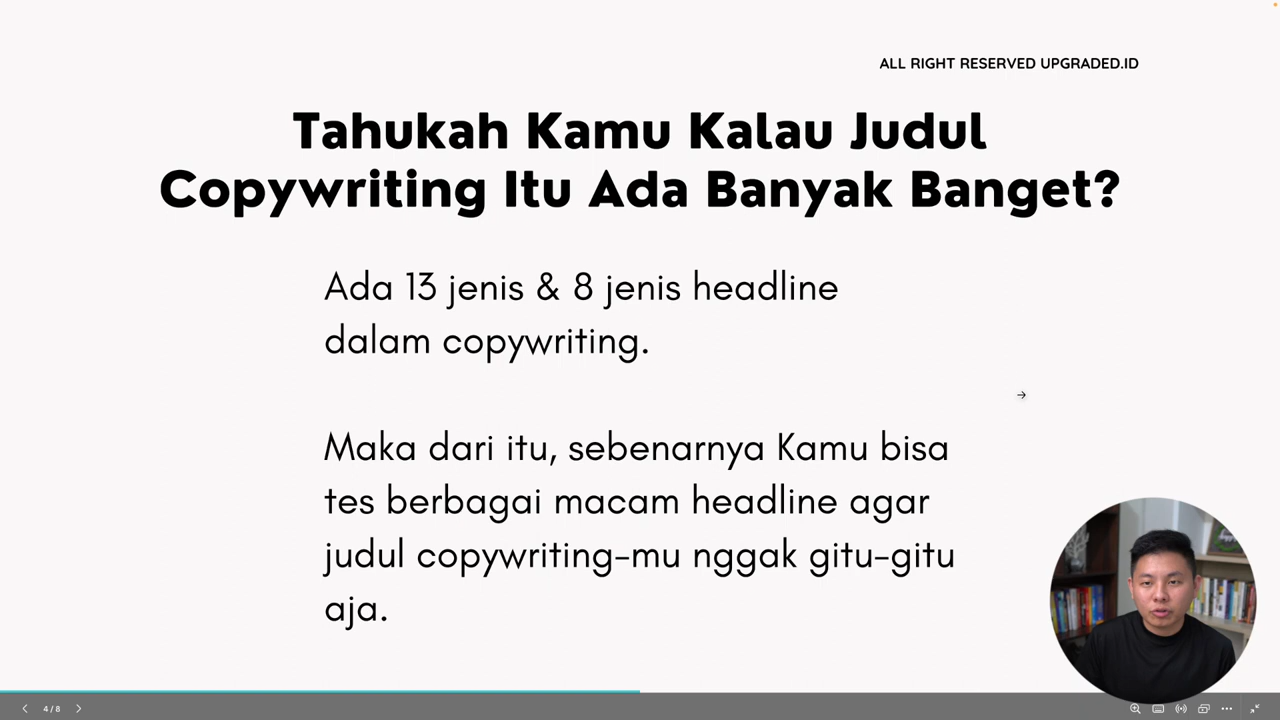 ALL RIGHT RESERVED UPGRADED.ID
Tahukah Kamu Kalau Judul
Copywriting Itu Ada Banyak Banget?
Ada 13 jenis & 8 jenis headline
dalam copywriting.
Maka dari itu, sebenarnya Kamu bisa
tes berbagai macam headline agar
judul copywriting-mu nggak gitu-gitu
aja.
4 / 8